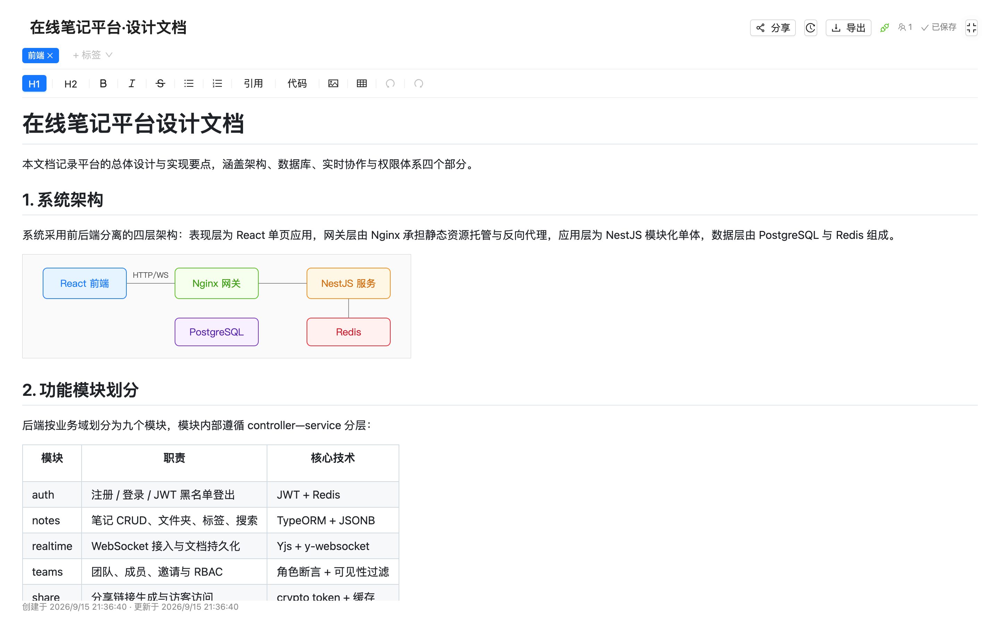 在线笔记平台·设计文档
分享 导出 1 已保存
前端 + 标签
H1 H2 B I S 引用 代码
在线笔记平台设计文档
本文档记录平台的总体设计与实现要点，涵盖架构、数据库、实时协作与权限体系四个部分。
1. 系统架构
系统采用前后端分离的四层架构：表现层为 React 单页应用，网关层由 Nginx 承担静态资源托管与反向代理，应用层为 NestJS 模块化单体，数据层由 PostgreSQL 与 Redis 组成。
React 前端 HTTP/WS Nginx 网关 NestJS 服务
PostgreSQL Redis
2. 功能模块划分
后端按业务域划分为九个模块，模块内部遵循 controller—service 分层：
模块 职责 核心技术
auth 注册 / 登录 / JWT 黑名单登出 JWT + Redis
notes 笔记 CRUD、文件夹、标签、搜索 TypeORM + JSONB
realtime WebSocket 接入与文档持久化 Yjs + y-websocket
teams 团队、成员、邀请与 RBAC 角色断言 + 可见性过滤
share 分享链接生成与访客访问 crypto token + 缓存
创建于 2026/9/15 21:36:40 · 更新于 2026/9/15 21:36:40